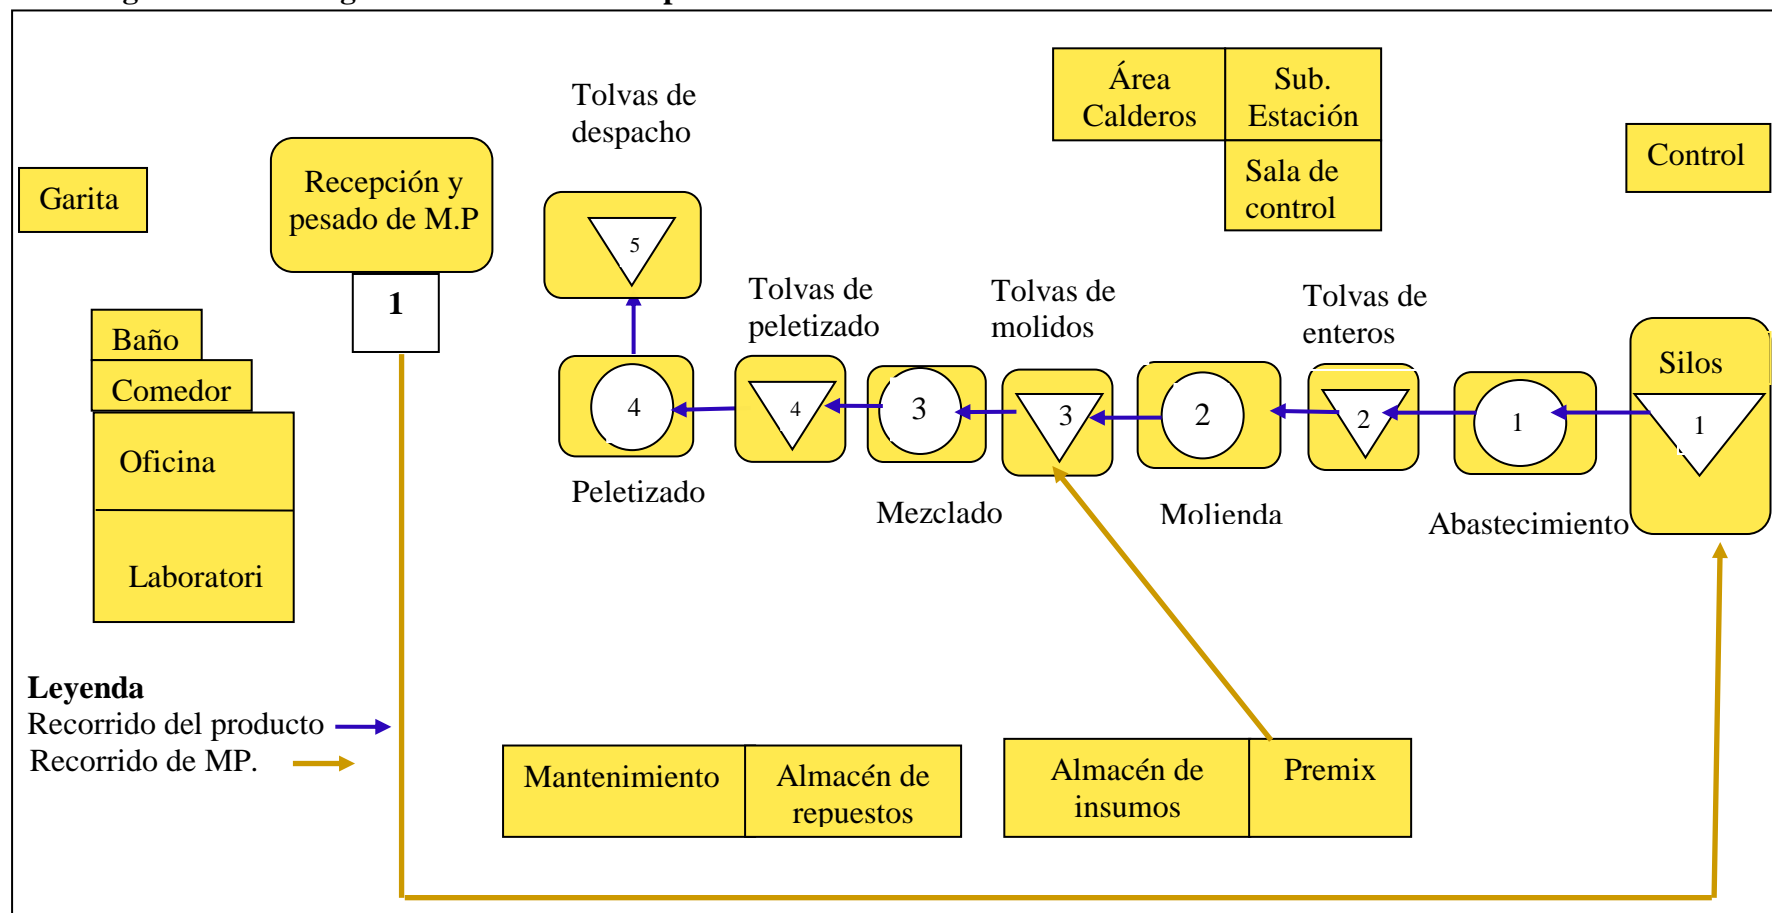 Área
Calderos
Sub.
Estación
Sala de
control
Control
Tolvas de
despacho
Garita
Recepción y
pesado de M.P
1
5
Tolvas de
peletizado
Tolvas de
molidos
Tolvas de
enteros
Baño
Comedor
Oficina
Laboratori
Silos
4
4
3
3
2
2
1
1
Peletizado
Mezclado
Molienda
Abastecimiento
Leyenda
Recorrido del producto
Recorrido de MP.
Mantenimiento
Almacén de
repuestos
Almacén de
insumos
Premix